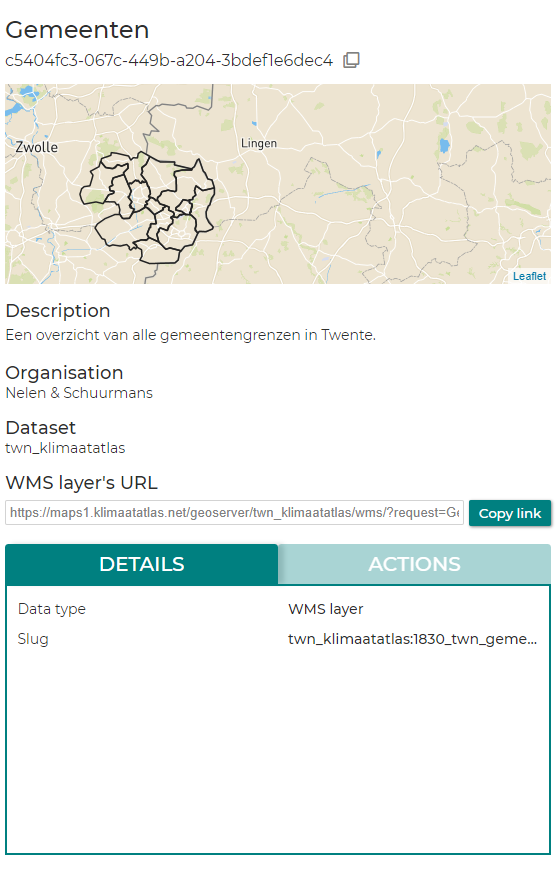 Gemeenten
c5404fc3-067c-449b-a204-3bdef1e6dec4
Zwolle
Lingen
Leaflet
Description
Een overzicht van alle gemeentengrenzen in Twente.
Organisation
Nelen & Schuurmans
Dataset
twn_klimaatatlas
WMS layer's URL
https://maps1.klimaatatlas.net/geoserver/twn_klimaatatlas/wms/?request=Ge
Copy link
DETAILS
ACTIONS
Data type
WMS layer
Slug
twn_klimaatatlas:1830_twn_geme...